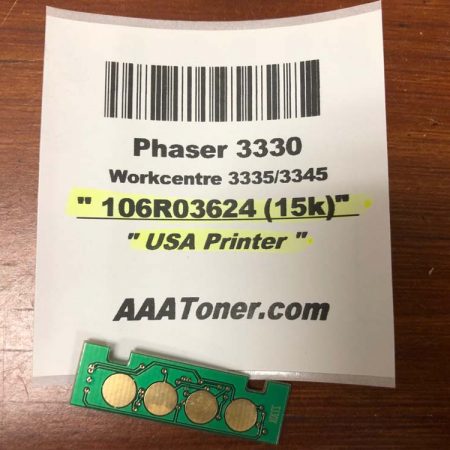 Phaser 3330
Workcentre 3335/3345
" 106R03624 (15k)"
" USA Printer "
AAAToner.com